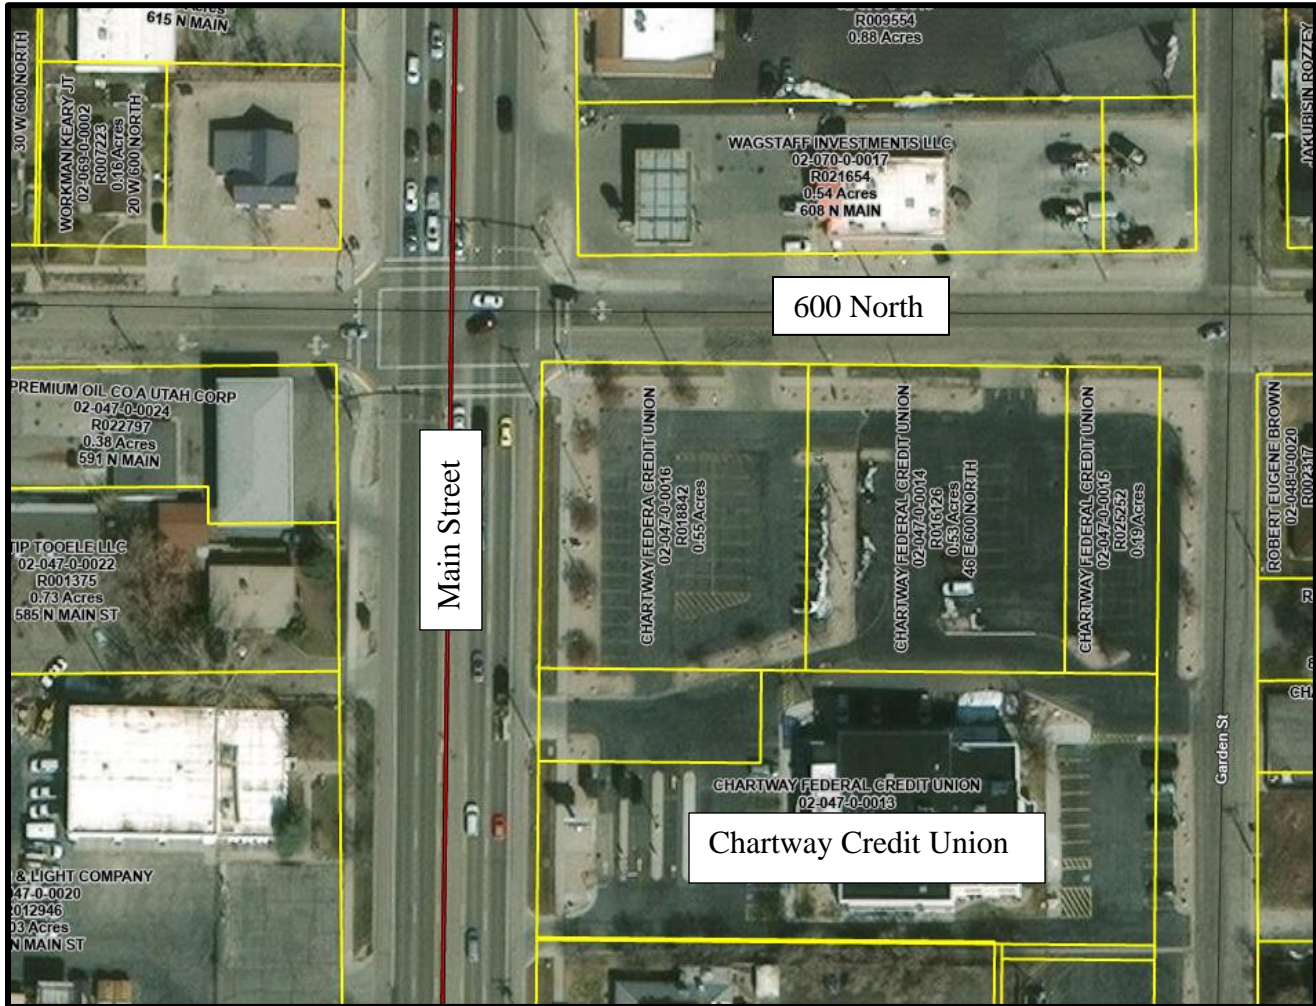 615 N MAIN
R009554
0.88 Acres
30 W 600 NORTH
WORKMAN KEARY JT
02-069-0-0002
R007223
0.16 Acres
20 W 600 NORTH
WAGSTAFF INVESTMENTS LLC
02-070-0-0017
R021654
0.54 Acres
608 N MAIN
JAKUBISIN ROZZEY
600 North
PREMIUM OIL CO A UTAH CORP
02-047-0-0024
R022797
0.38 Acres
591 N MAIN
Main Street
CHARTWAY FEDERA CREDIT UNION
02-047-0-0016
R018842
0.55 Acres
CHARTWAY FEDERAL CREDIT UNION
02-047-0-0014
R016126
0.53 Acres
46 E 600 NORTH
CHARTWAY FEDERAL CREDIT UNION
02-047-0-0015
R025252
0.19 Acres
ROBERT EUGENE BROWN
02-048-0-0020
TIP TOOELE LLC
02-047-0-0022
R001375
0.73 Acres
585 N MAIN ST
R
CH
Garden St
CHARTWAY FEDERAL CREDIT UNION
02-047-0-0013
Chartway Credit Union
& LIGHT COMPANY
47-0-0020
012946
03 Acres
N MAIN ST